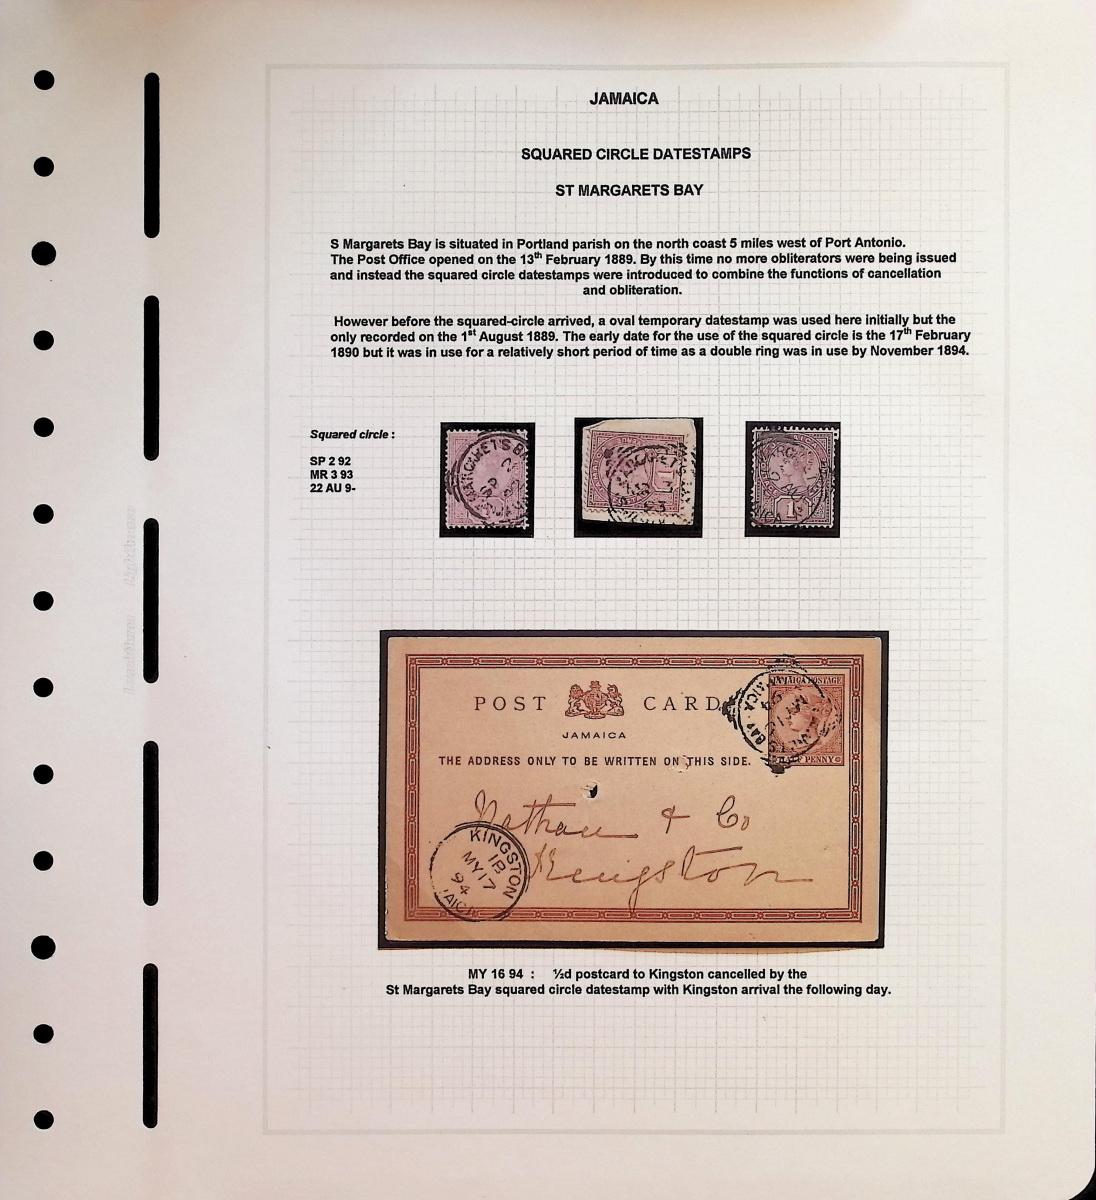 JAMAICA
SQUARED CIRCLE DATESTAMPS
ST MARGARETS BAY
S Margarets Bay is situated in Portland parish on the north coast 5 miles west of Port Antonio.
The Post Office opened on the 13th February 1889. By this time no more obliterators were being issued
and instead the squared circle datestamps were introduced to combine the functions of cancellation
and obliteration.
However before the squared-circle arrived, a oval temporary datestamp was used here initially but the
only recorded on the 1st August 1889. The early date for the use of the squared circle is the 17th February
1890 but it was in use for a relatively short period of time as a double ring was in use by November 1894.
Squared circle :
SP 2 92
MR 3 93
22 AU 9-
POST CARD
JAMAICA
THE ADDRESS ONLY TO BE WRITTEN ON THIS SIDE.
JAMAICA POSTAGE
HALF PENNY
Nathan & Co
Kingston
KINGSTON
1B
MY 17
94
MY 16 94 : ½d postcard to Kingston cancelled by the
St Margarets Bay squared circle datestamp with Kingston arrival the following day.